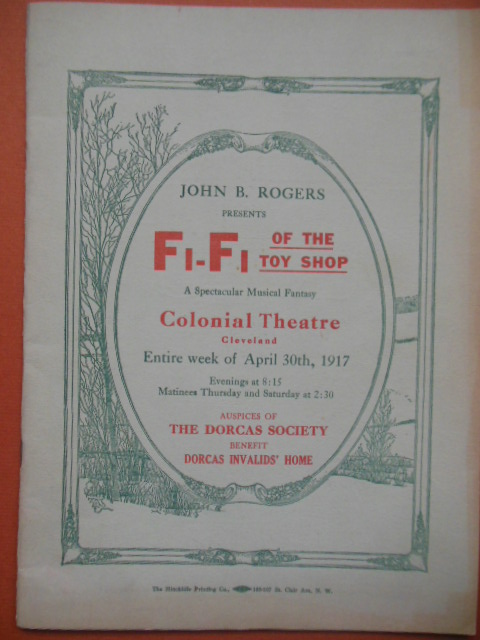 JOHN B. ROGERS
PRESENTS
FI-FI OF THE TOY SHOP
A Spectacular Musical Fantasy
Colonial Theatre
Cleveland
Entire week of April 30th, 1917
Evenings at 8:15
Matinees Thursday and Saturday at 2:30
AUSPICES OF
THE DORCAS SOCIETY
BENEFIT
DORCAS INVALIDS' HOME
The Printing Co., St. Clair Ave, N. W.